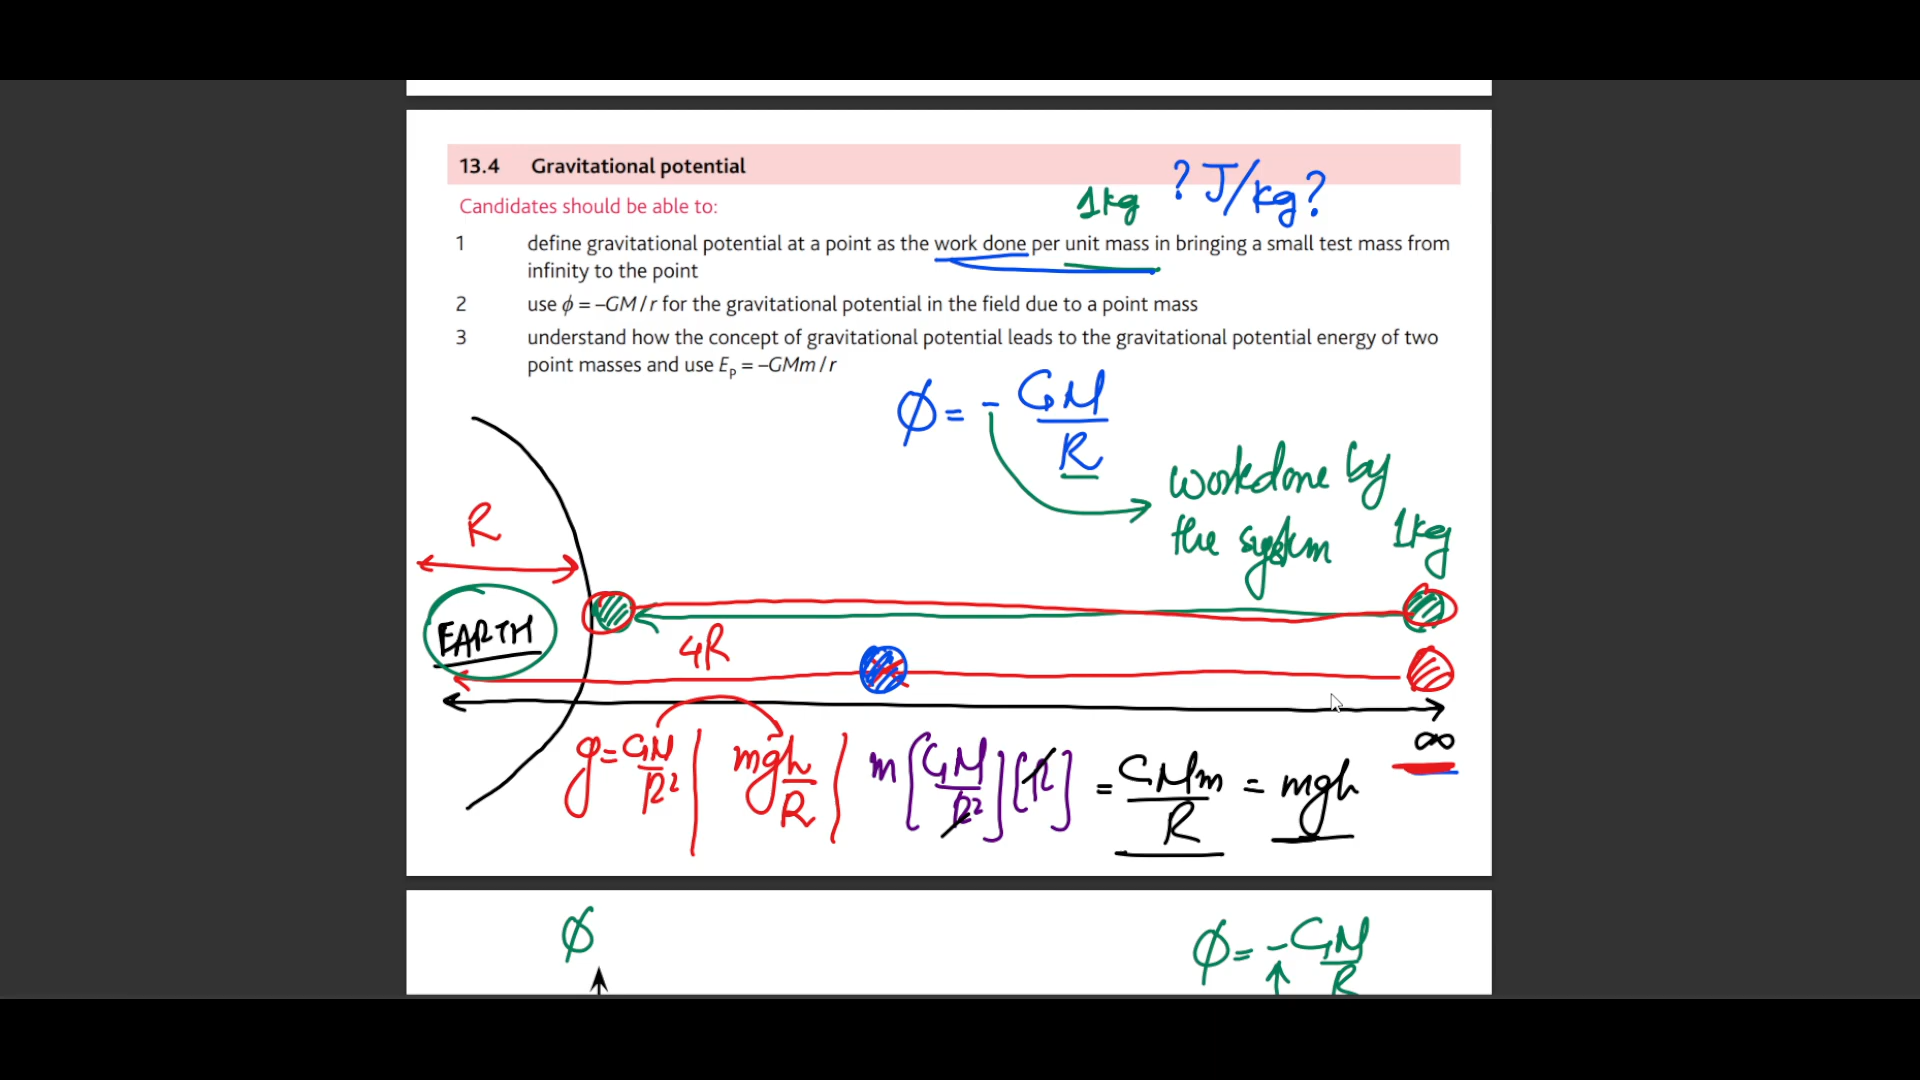 13.4 Gravitational potential
? J/kg ?
1kg
Candidates should be able to:
1 define gravitational potential at a point as the work done per unit mass in bringing a small test mass from
infinity to the point
2 use ϕ = –GM / r for the gravitational potential in the field due to a point mass
3 understand how the concept of gravitational potential leads to the gravitational potential energy of two
point masses and use Eₚ = –GMm / r
ϕ = - GM/R
workdone by
the system
1kg
R
EARTH
4R
∞
g = GM/R² | mgh/R | m [GM/R²] [R] = GMm/R = mgh
ϕ
ϕ = - GM/R